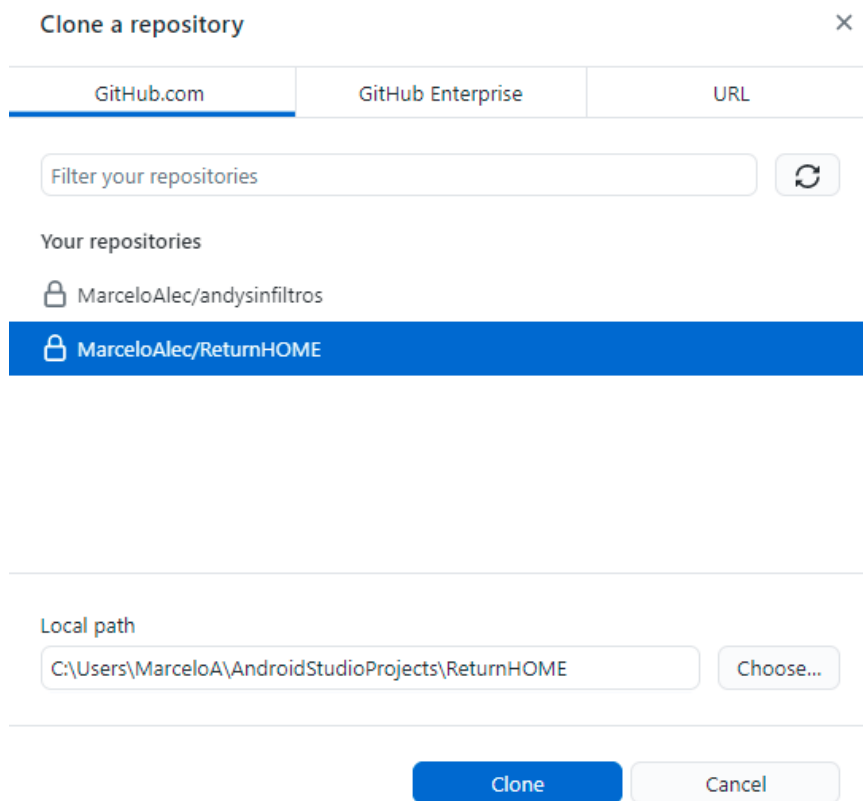 Clone a repository
GitHub.com GitHub Enterprise URL
Filter your repositories
Your repositories
MarceloAlec/andysinfiltros
MarceloAlec/ReturnHOME
Local path
C:\Users\MarceloA\AndroidStudioProjects\ReturnHOME Choose...
Clone Cancel